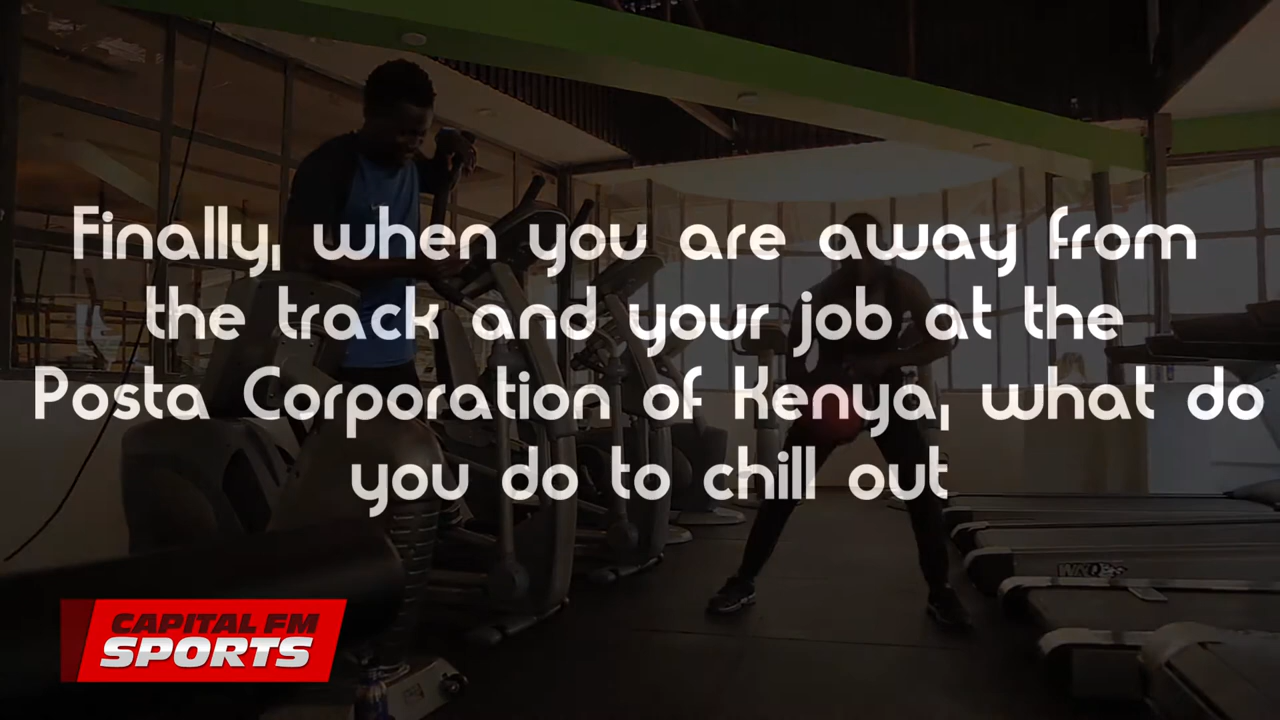 Finally, when you are away from
the track and your job at the
Posta Corporation of Kenya, what do
you do to chill out
CAPITAL FM
SPORTS